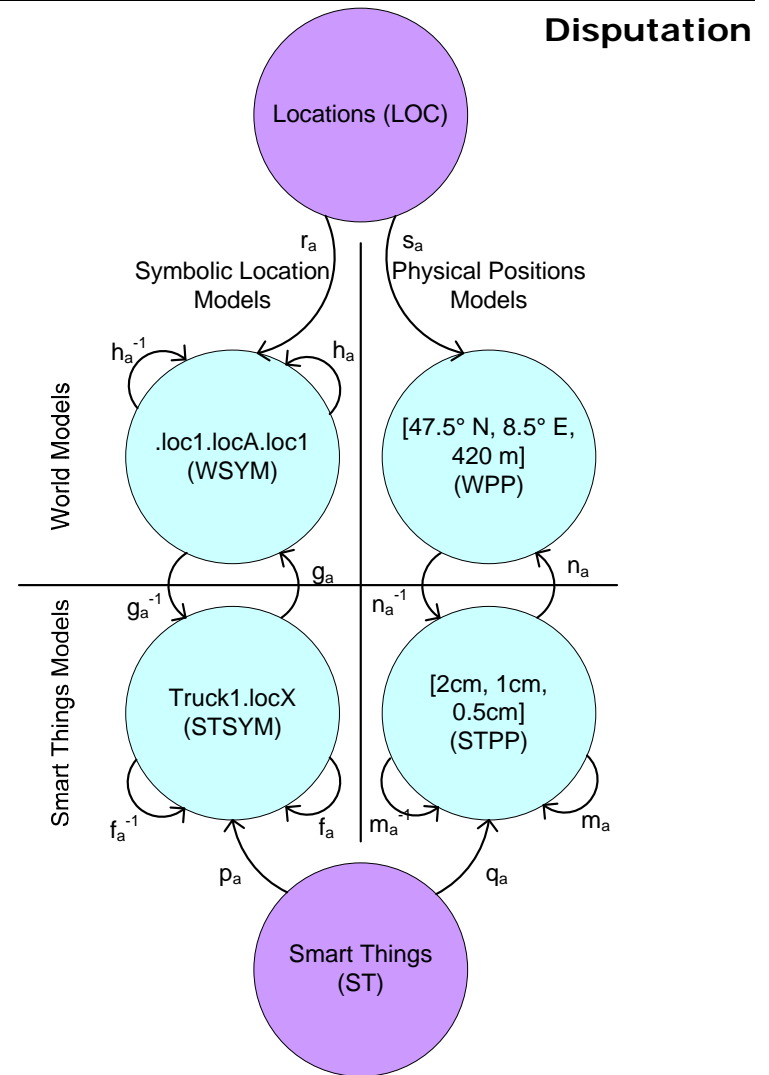 Disputation
Locations (LOC)
rₐ
sₐ
Symbolic Location
Models
Physical Positions
Models
hₐ⁻¹
hₐ
World Models
.loc1.locA.loc1
(WSYM)
[47.5° N, 8.5° E,
420 m]
(WPP)
gₐ⁻¹
gₐ
nₐ⁻¹
nₐ
Smart Things Models
Truck1.locX
(STSYM)
[2cm, 1cm,
0.5cm]
(STPP)
fₐ⁻¹
fₐ
mₐ⁻¹
mₐ
pₐ
qₐ
Smart Things
(ST)